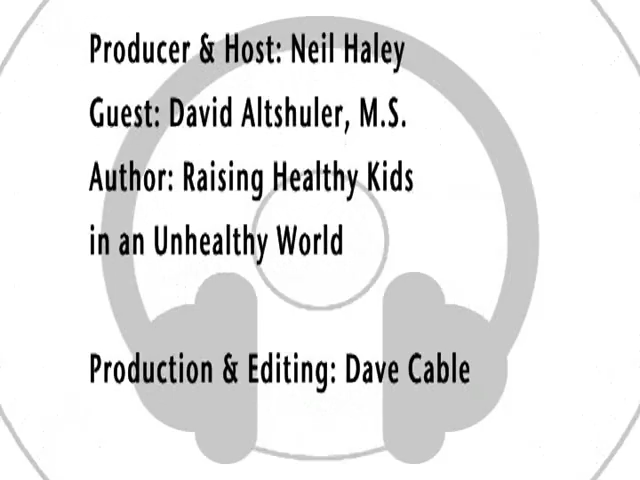 Producer & Host: Neil Haley
Guest: David Altshuler, M.S.
Author: Raising Healthy Kids
in an Unhealthy World
Production & Editing: Dave Cable